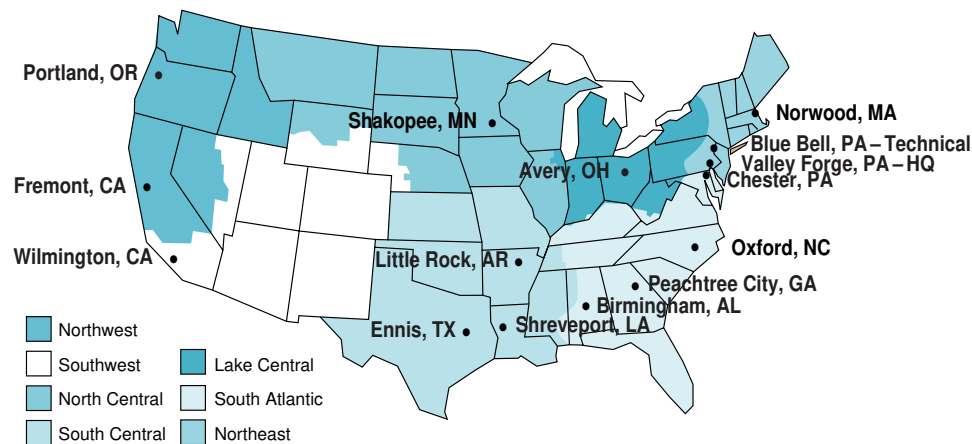 Portland, OR
Shakopee, MN
Norwood, MA
Blue Bell, PA – Technical
Valley Forge, PA – HQ
Avery, OH
Chester, PA
Fremont, CA
Oxford, NC
Wilmington, CA
Little Rock, AR
Peachtree City, GA
Birmingham, AL
Ennis, TX
Shreveport, LA
Northwest
Southwest
Lake Central
North Central
South Atlantic
South Central
Northeast